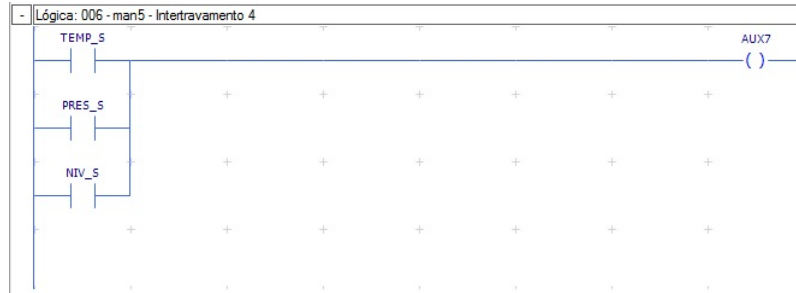 - Lógica: 006 - man5 - Intertravamento 4
TEMP_S AUX7
PRES_S
NIV_S